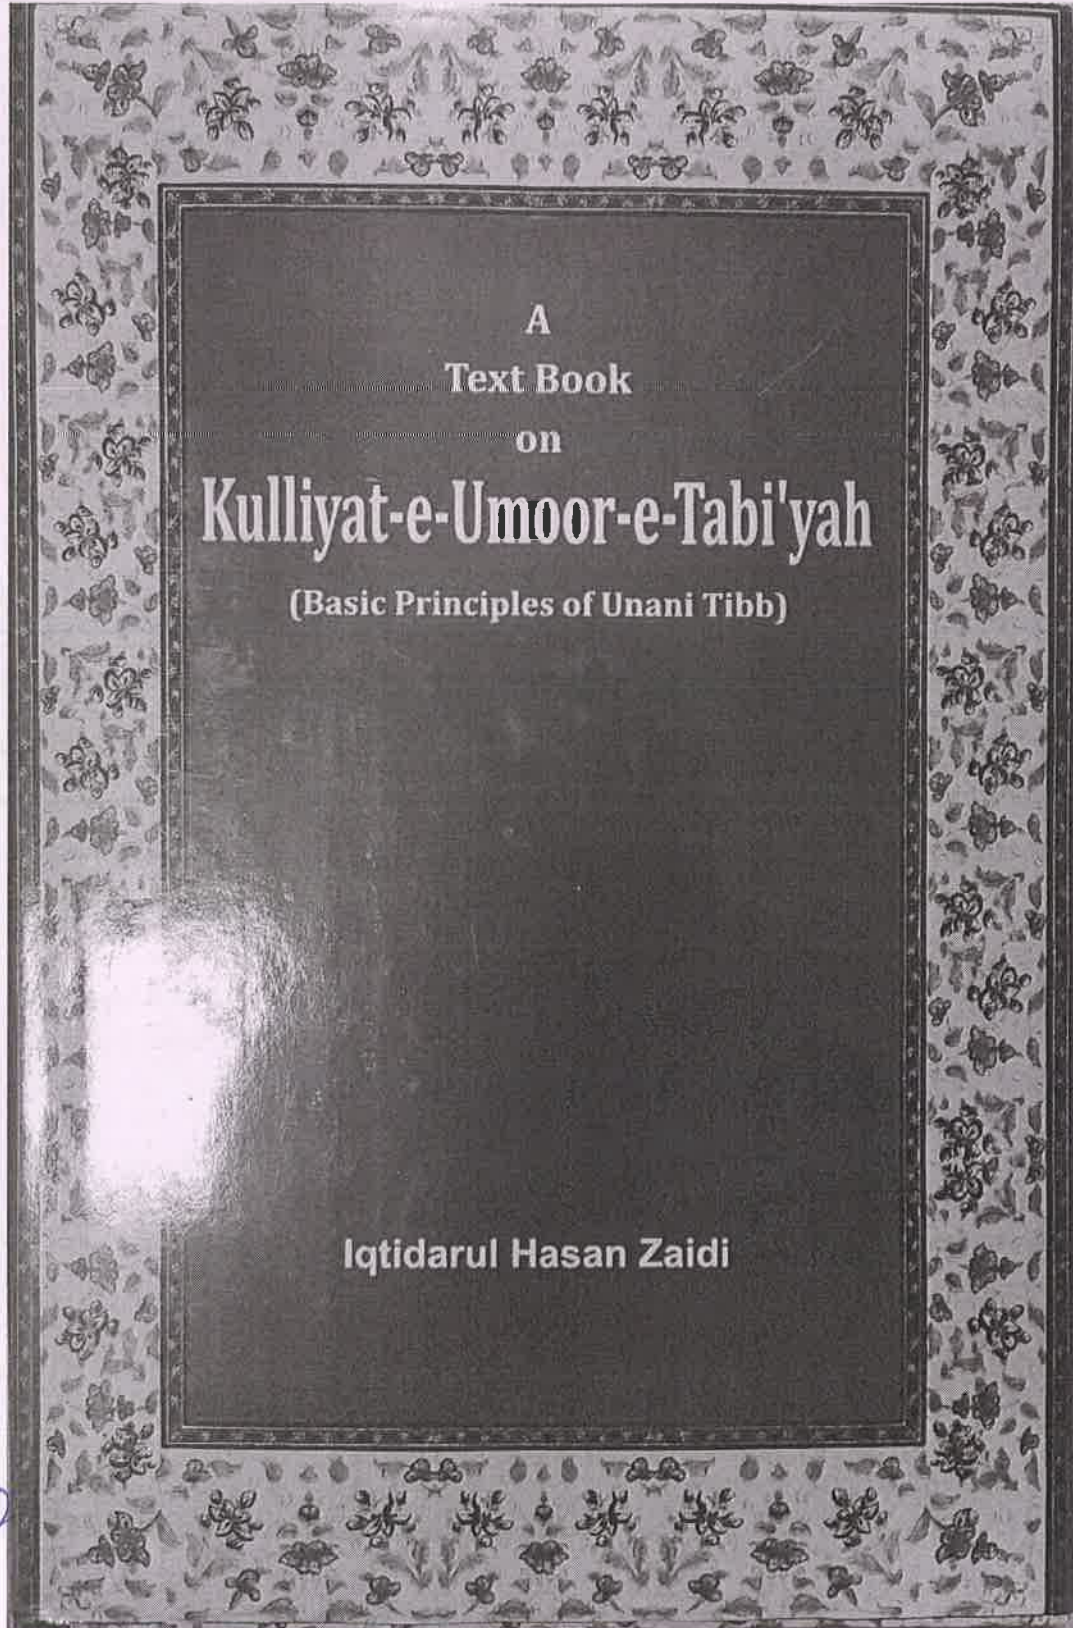 A
Text Book
on
Kulliyat-e-Umoor-e-Tabi'yah
(Basic Principles of Unani Tibb)
Iqtidarul Hasan Zaidi